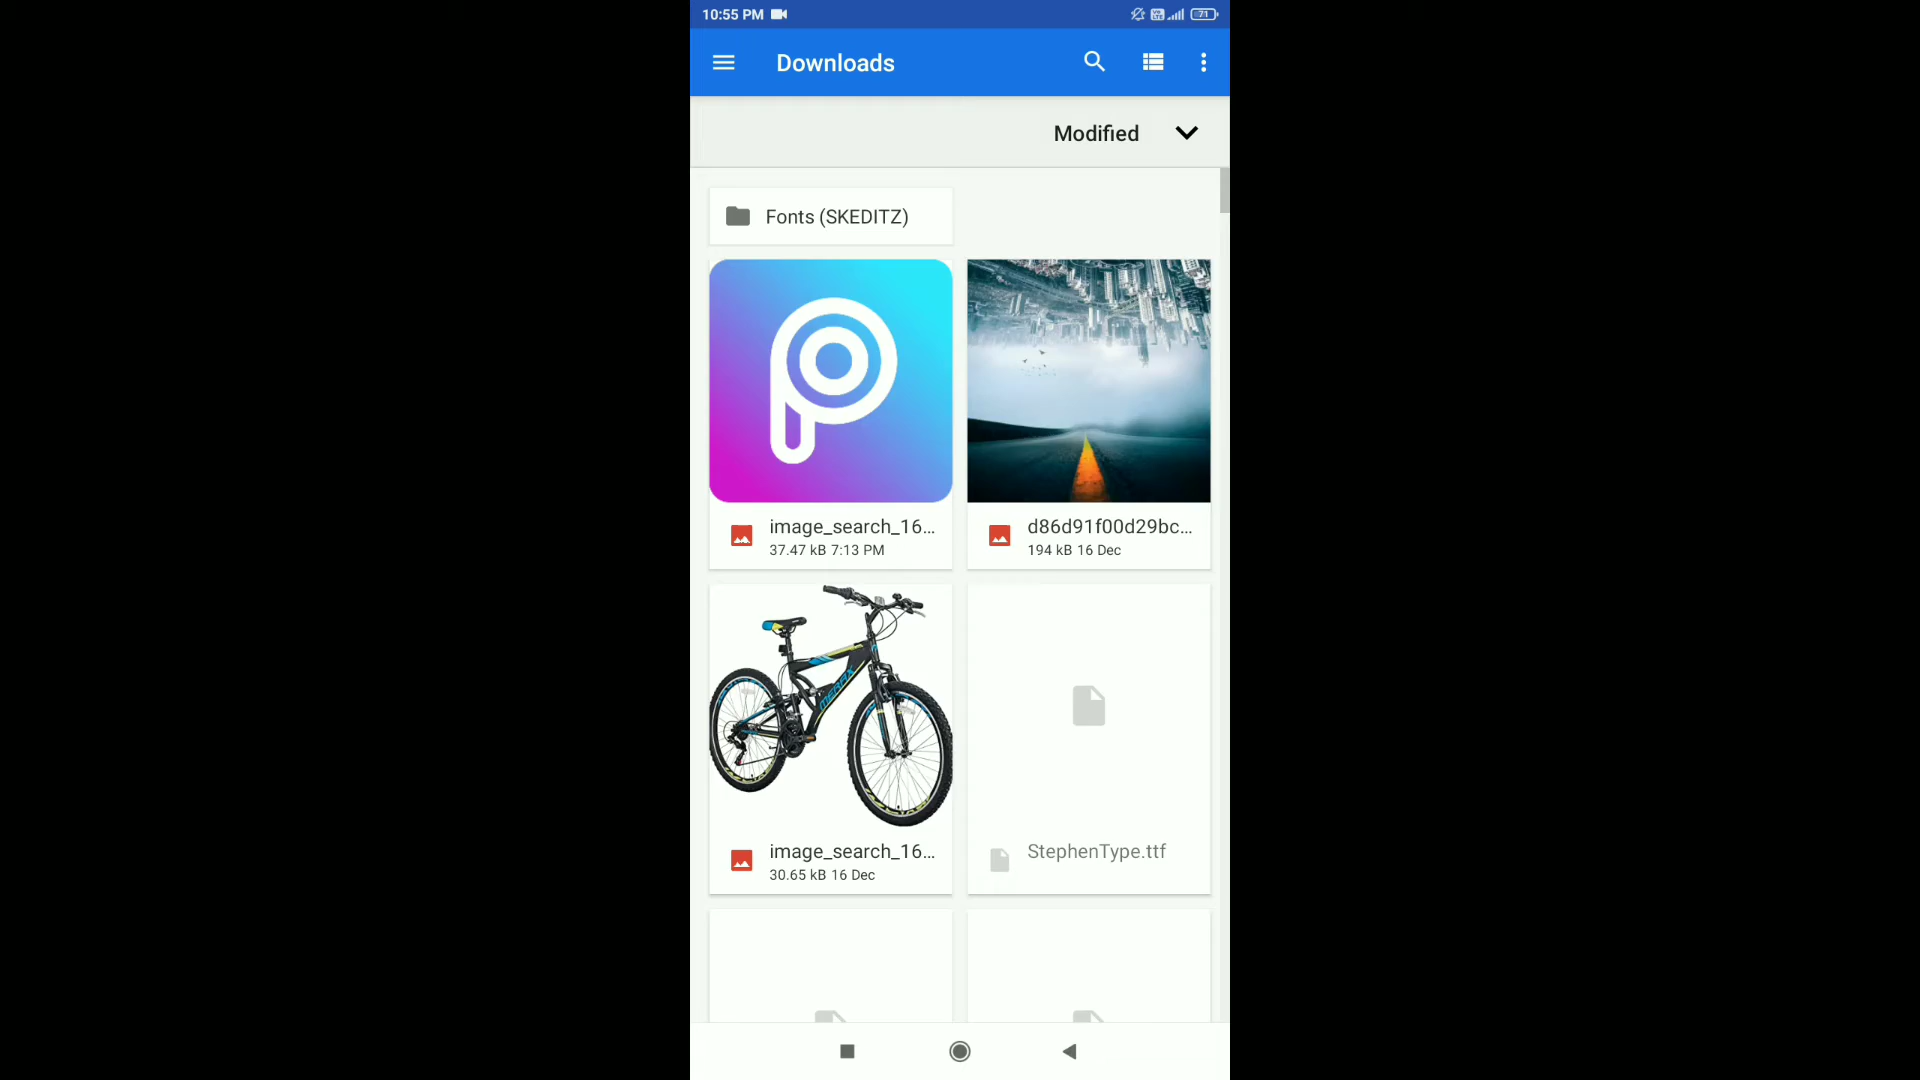 10:55 PM
71
Downloads
Modified
Fonts (SKEDITZ)
image_search_16...
37.47 kB 7:13 PM
d86d91f00d29bc...
194 kB 16 Dec
image_search_16...
30.65 kB 16 Dec
StephenType.ttf